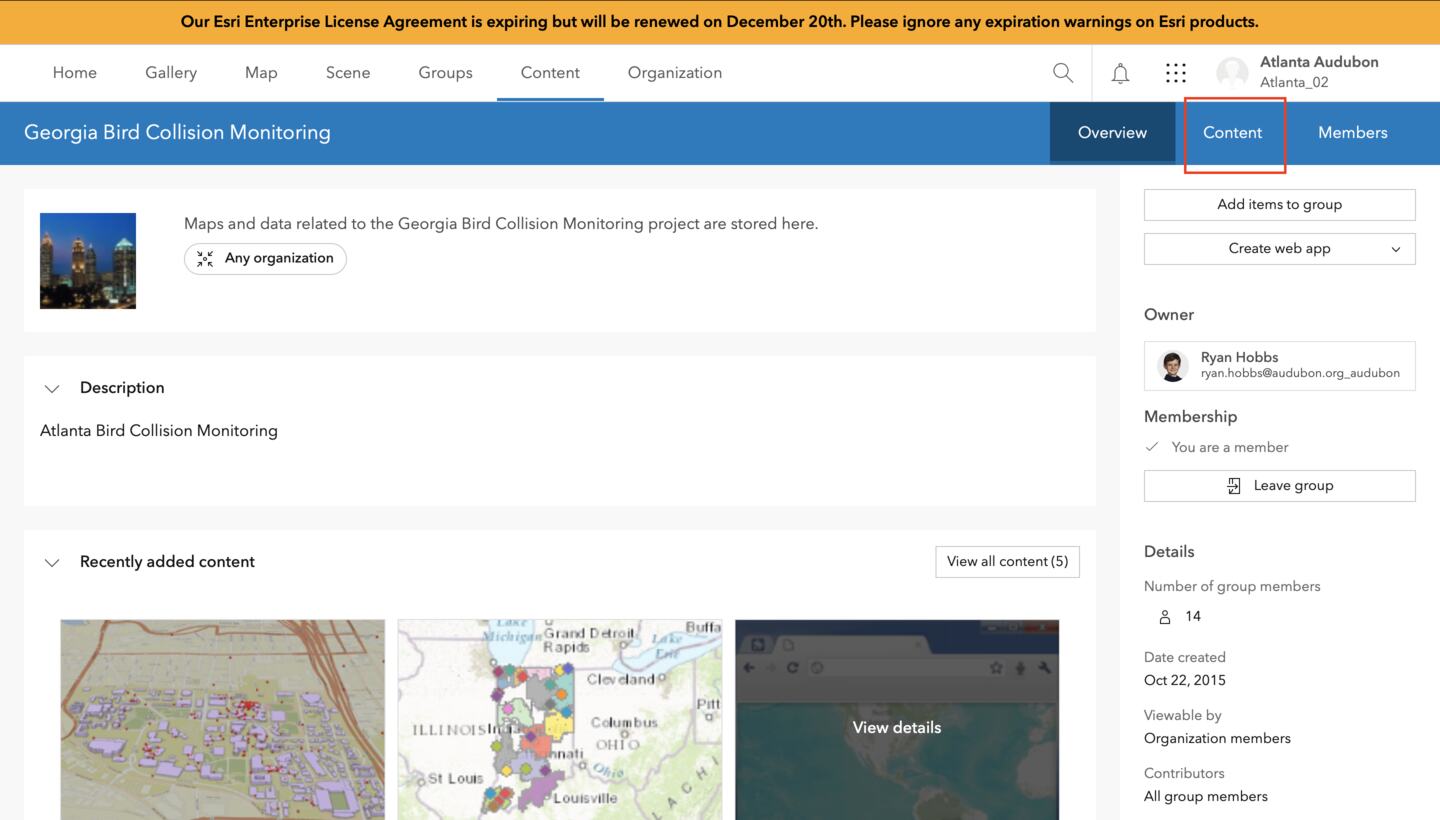 Our Esri Enterprise License Agreement is expiring but will be renewed on December 20th. Please ignore any expiration warnings on Esri products.
Home Gallery Map Scene Groups Content Organization
Atlanta Audubon
Atlanta_02
Georgia Bird Collision Monitoring
Overview Content Members
Maps and data related to the Georgia Bird Collision Monitoring project are stored here.
Any organization
Description
Atlanta Bird Collision Monitoring
Recently added content
View all content (5)
Lake
Michigan
Grand Rapids
Detroit
Lake
Erie
Buffa
Cleveland
Pitt
ILLINOIS
India
Columbus
OHIO
nnati
Ohio
St Louis
Louisville
LACHI
View details
Add items to group
Create web app
Owner
Ryan Hobbs
ryan.hobbs@audubon.org_audubon
Membership
You are a member
Leave group
Details
Number of group members
14
Date created
Oct 22, 2015
Viewable by
Organization members
Contributors
All group members